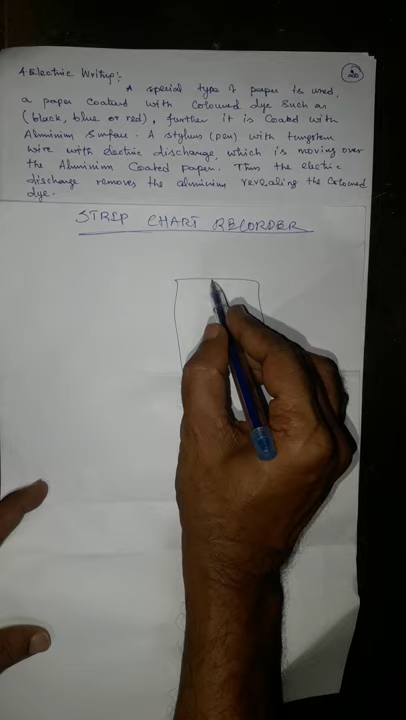 4. Electric Writing:
A special type of paper is used,
a paper coated with coloured dye such as
(black, blue or red), further it is coated with
Aluminium surface. A stylus (pen) with tungsten
wire with electric discharge, which is moving over
the Aluminium Coated paper. Thus the electric
discharge removes the aluminium revealing the coloured
dye.
STRIP CHART RECORDER